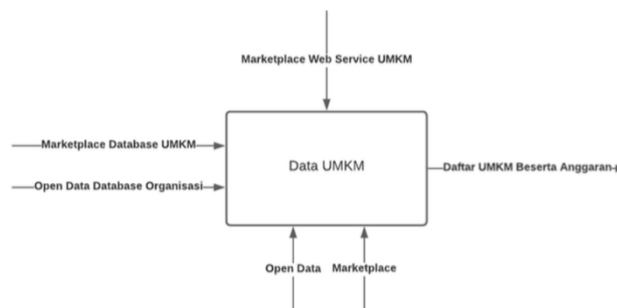 Marketplace Web Service UMKM
Marketplace Database UMKM
Data UMKM
Daftar UMKM Beserta Anggaran
Open Data Database Organisasi
Open Data
Marketplace